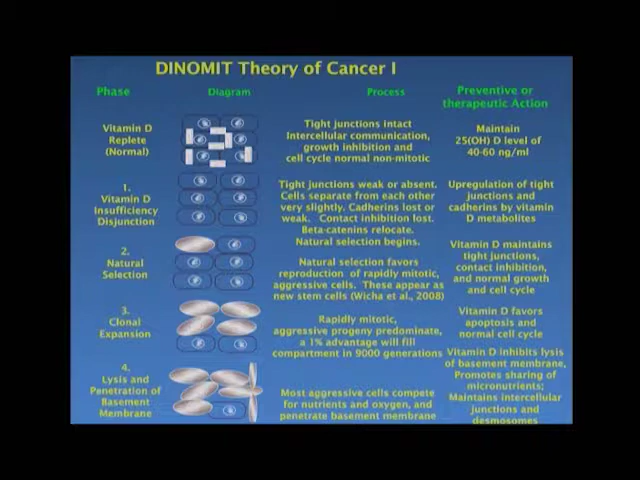 DINOMIT Theory of Cancer I
Phase
Diagram
Process
Preventive or
therapeutic Action
Vitamin D
Replete
(Normal)
Tight junctions intact
Intercellular communication,
growth inhibition and
cell cycle normal non-mitotic
Maintain
25(OH) D level of
40-60 ng/ml
1.
Vitamin D
Insufficiency
Disjunction
Tight junctions weak or absent.
Cells separate from each other
very slightly. Cadherins lost or
weak. Contact inhibition lost.
Beta-catenins relocate.
Natural selection begins.
Upregulation of tight
junctions and
cadherins by vitamin
D metabolites
2.
Natural
Selection
Natural selection favors
reproduction of rapidly mitotic,
aggressive cells. These appear as
new stem cells (Wicha et al., 2008)
Vitamin D maintains
tight junctions,
contact inhibition,
and normal growth
and cell cycle
3.
Clonal
Expansion
Rapidly mitotic,
aggressive progeny predominate,
a 1% advantage will fill
compartment in 9000 generations
Vitamin D favors
apoptosis and
normal cell cycle
4.
Lysis and
Penetration of
Basement
Membrane
Most aggressive cells compete
for nutrients and oxygen, and
penetrate basement membrane
Vitamin D inhibits lysis
of basement membrane,
Promotes sharing of
micronutrients;
Maintains intercellular
junctions and
desmosomes